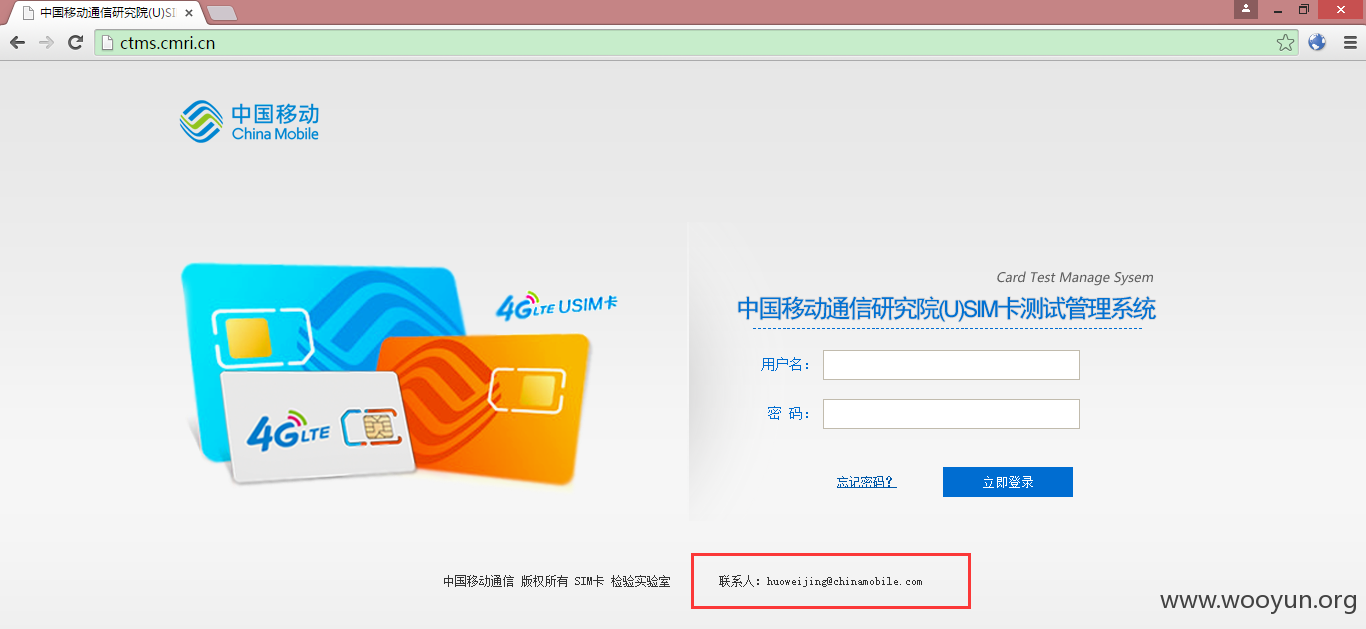 中国移动通信研究院(U)SI
ctms.cmri.cn
中国移动
China Mobile
4G LTE USIM卡
4G LTE
Card Test Manage Sysem
中国移动通信研究院(U)SIM卡测试管理系统
用户名：
密 码：
忘记密码？
立即登录
中国移动通信 版权所有 SIM卡 检验实验室
联系人：huoweijing@chinamobile.com
www.wooyun.org